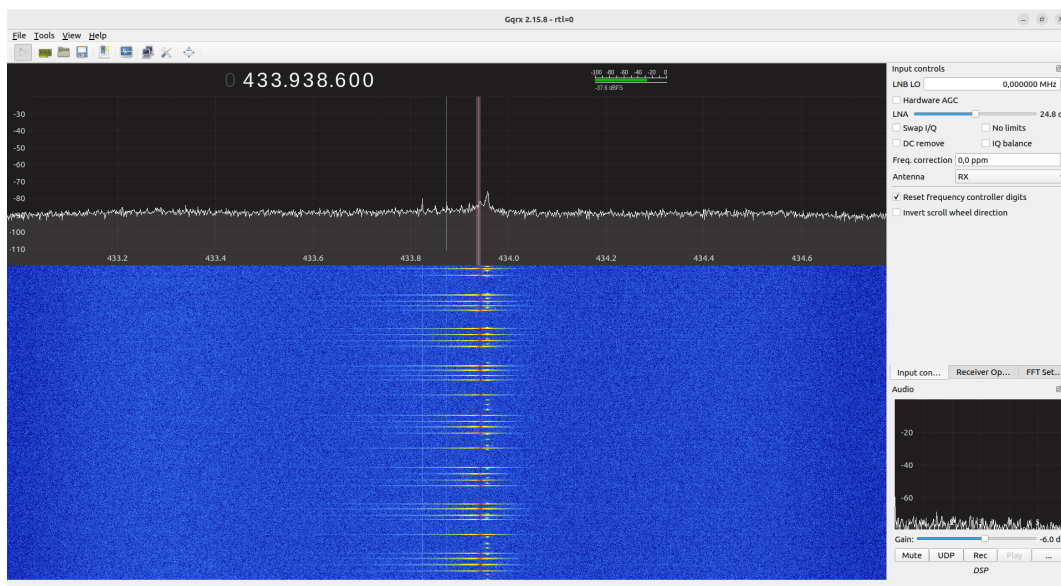 Gqrx 2.15.8 - rtl=0
File Tools View Help
0 433.938.600
-100 -80 -60 -40 -20 0
-37.6 dBFS
-30
-40
-50
-60
-70
-80
-100
-110
433.2 433.4 433.6 433.8 434.0 434.2 434.4 434.6
Input controls
LNB LO 0,000000 MHz
Hardware AGC
LNA 24.8 d
Swap I/Q No limits
DC remove IQ balance
Freq. correction 0,0 ppm
Antenna RX
Reset frequency controller digits
Invert scroll wheel direction
Input con... Receiver Op... FFT Set...
Audio
-20
-40
-60
Gain: -6.0 d
Mute UDP Rec Play ...
DSP